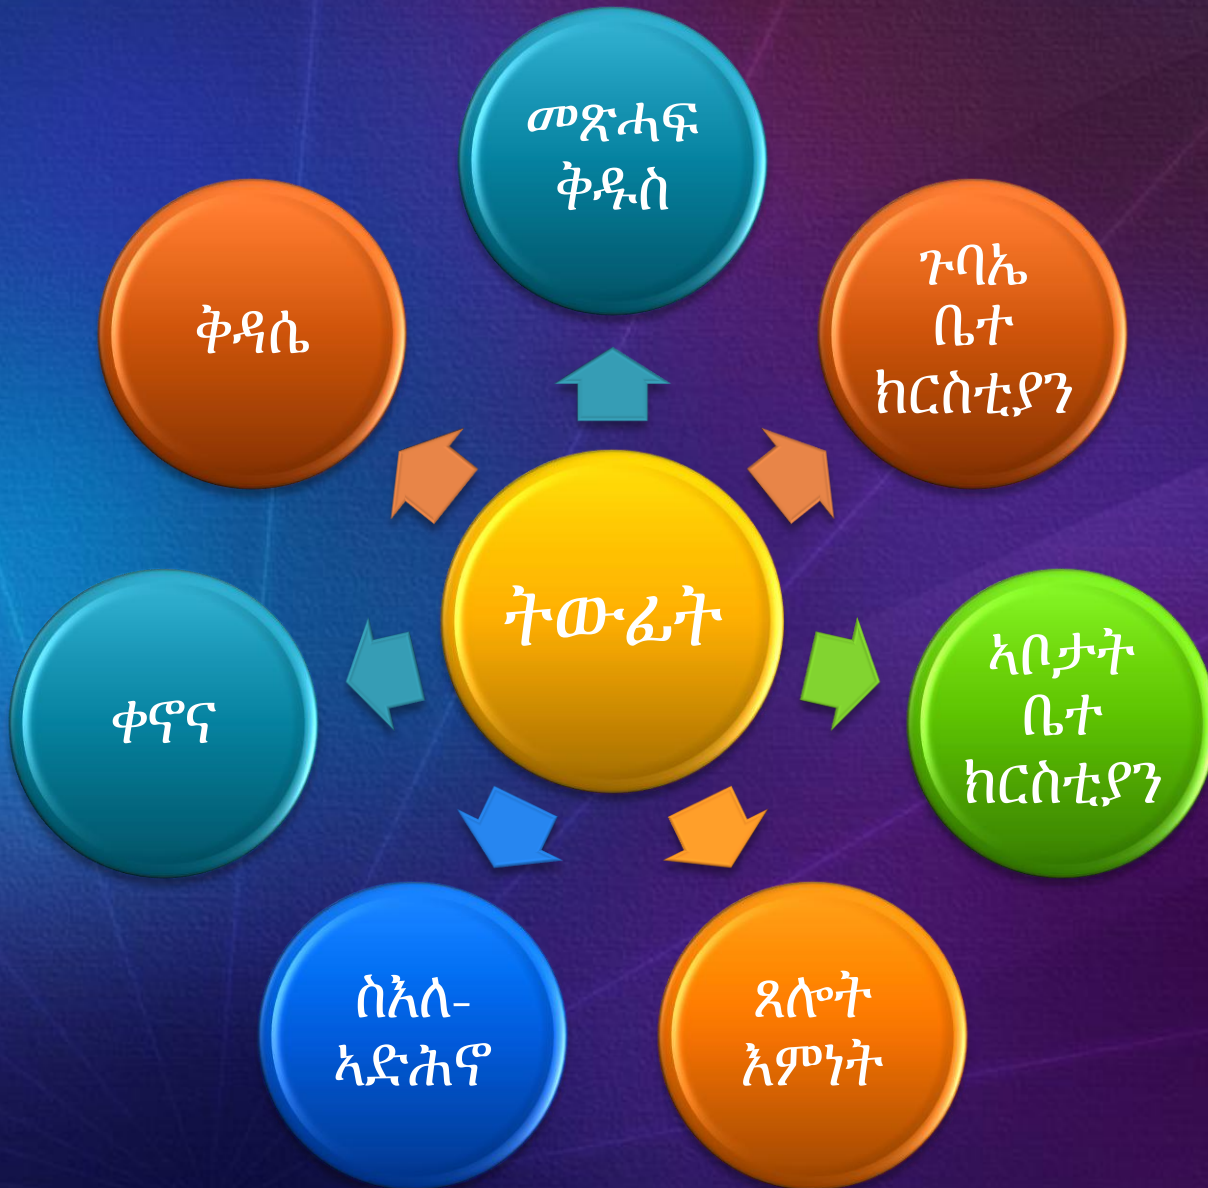 መጽሓፍ
ቅዱስ
ጉባኤ
ቤተ
ክርስቲያን
ኣቦታት
ቤተ
ክርስቲያን
ጸሎት
እምነት
ስእለ-
ኣድሕኖ
ቀኖና
ቅዳሴ
ትውፊት